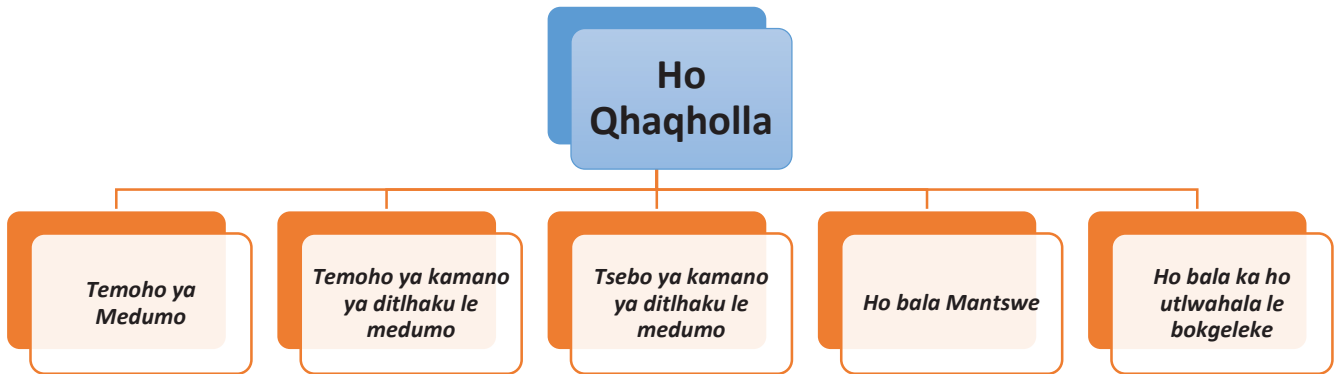 Ho
Qhaqholla
Temoho ya
Medumo
Temoho ya kamano
ya ditlhaku le
medumo
Tsebo ya kamano
ya ditlhaku le
medumo
Ho bala Mantswe
Ho bala ka ho
utlwahala le
bokgeleke